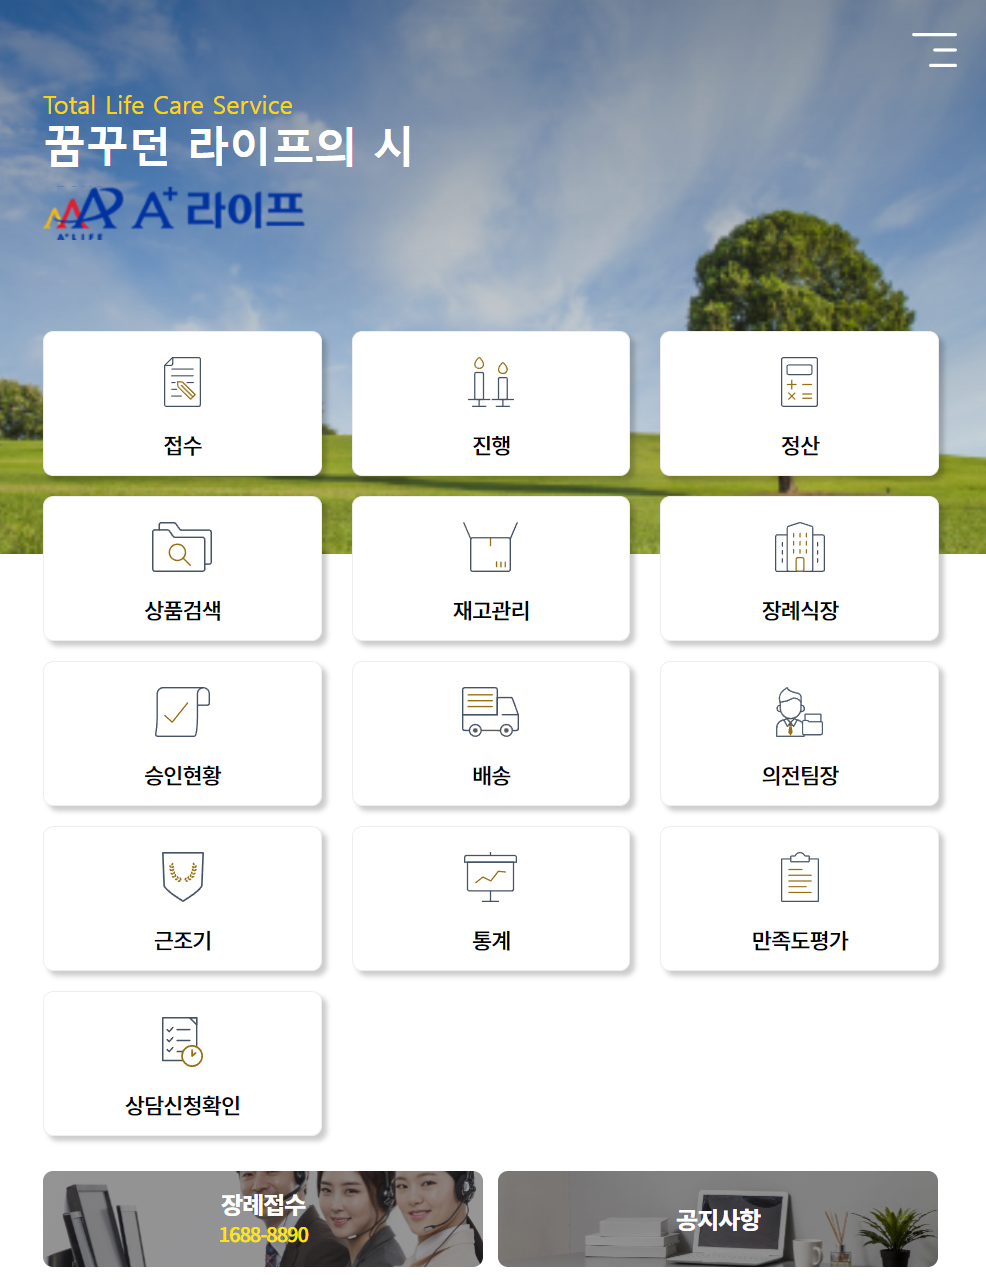 Total Life Care Service
꿈꾸던 라이프의 시
A+ LIFE
A+ 라이프
접수
진행
정산
상품검색
재고관리
장례식장
승인현황
배송
의전팀장
근조기
통계
만족도평가
상담신청확인
장례접수
1688-8890
공지사항